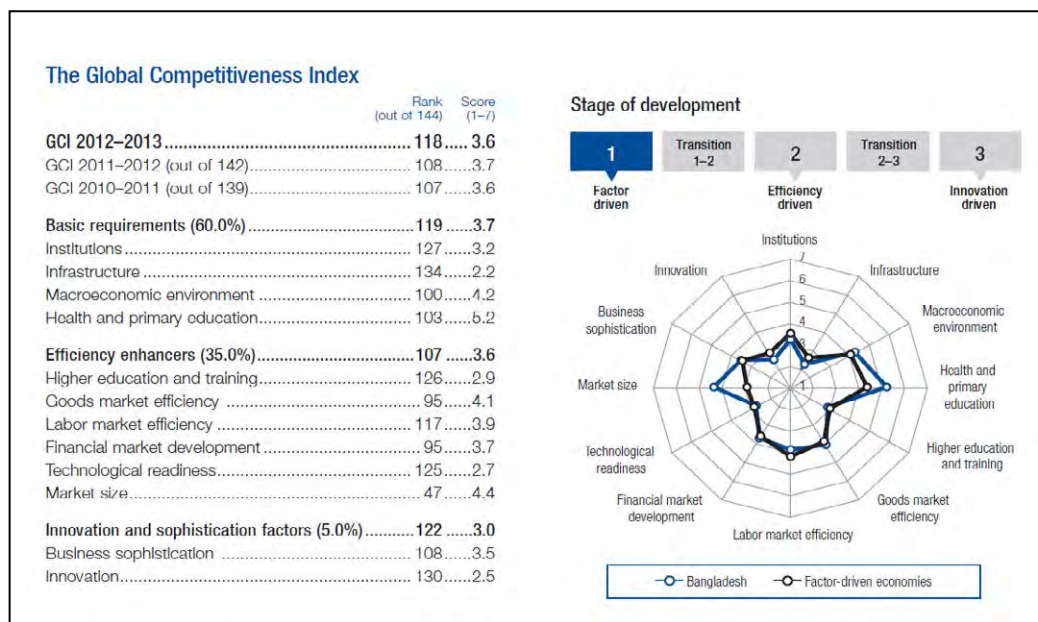 The Global Competitiveness Index
Rank Score
(out of 144) (1–7)
GCI 2012–2013......................................118.....3.6
GCI 2011–2012 (out of 142)..............................108......3.7
GCI 2010–2011 (out of 139)..............................107......3.6
Basic requirements (60.0%)..............................119.....3.7
Institutions......................................................127......3.2
Infrastructure..................................................134......2.2
Macroeconomic environment............................100......4.2
Health and primary education............................103......5.2
Efficiency enhancers (35.0%)............................107.....3.6
Higher education and training............................126......2.9
Goods market efficiency....................................95......4.1
Labor market efficiency....................................117......3.9
Financial market development............................95......3.7
Technological readiness....................................125......2.7
Market size......................................................47......4.4
Innovation and sophistication factors (5.0%)...........122.....3.0
Business sophistication....................................108......3.5
Innovation......................................................130......2.5
Stage of development
1
Transition
1–2
2
Transition
2–3
3
Factor
driven
Efficiency
driven
Innovation
driven
Institutions
Infrastructure
Macroeconomic
environment
Health and
primary
education
Higher education
and training
Goods market
efficiency
Labor market efficiency
Financial market
development
Technological
readiness
Market size
Business
sophistication
Innovation
7
6
5
4
3
1
Bangladesh
Factor-driven economies